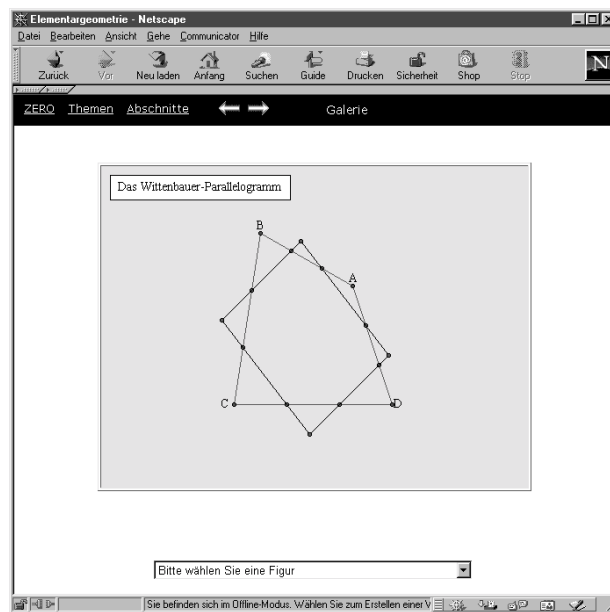 Elementargeometrie - Netscape
Datei Bearbeiten Ansicht Gehe Communicator Hilfe
Zurück Vor Neu laden Anfang Suchen Guide Drucken Sicherheit Shop Stop
N
ZERO Themen Abschnitte Galerie
Das Wittenbauer-Parallelogramm
B
A
C D
Bitte wählen Sie eine Figur
Sie befinden sich im Offline-Modus. Wählen Sie zum Erstellen einer V